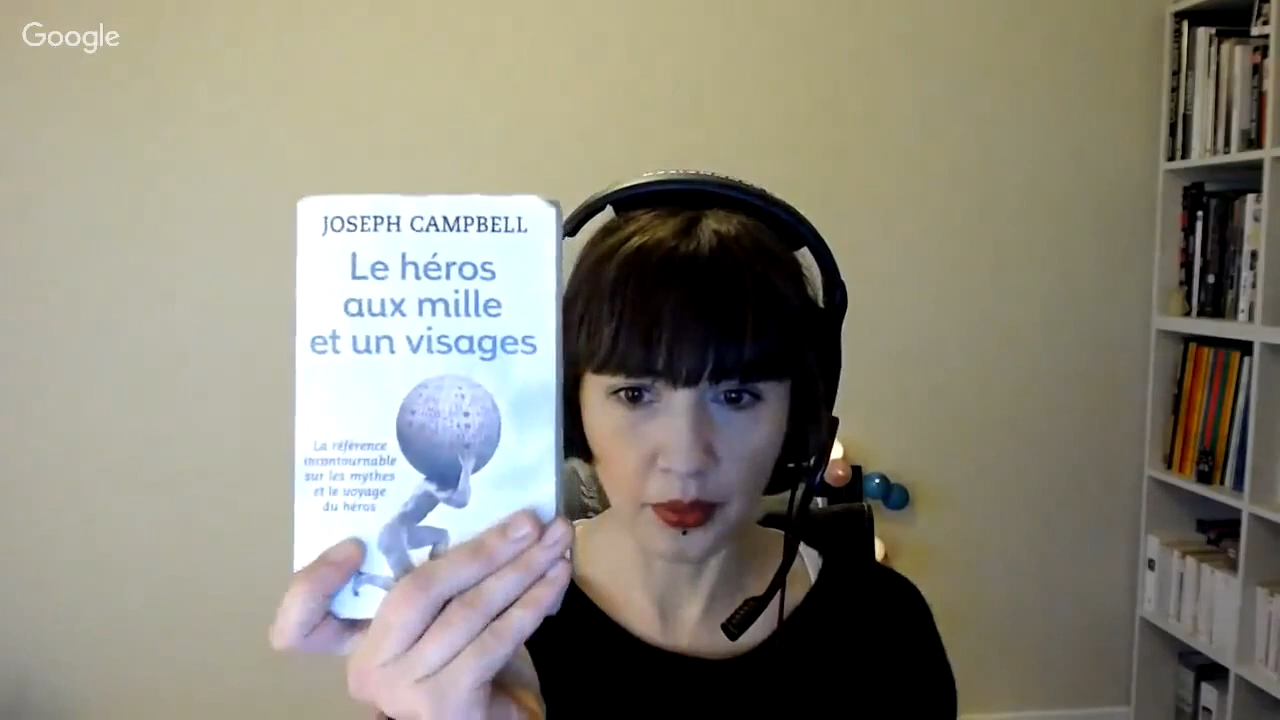 Google
JOSEPH CAMPBELL
Le héros
aux mille
et un visages
La référence
incontournable
sur les mythes
et le voyage
du héros